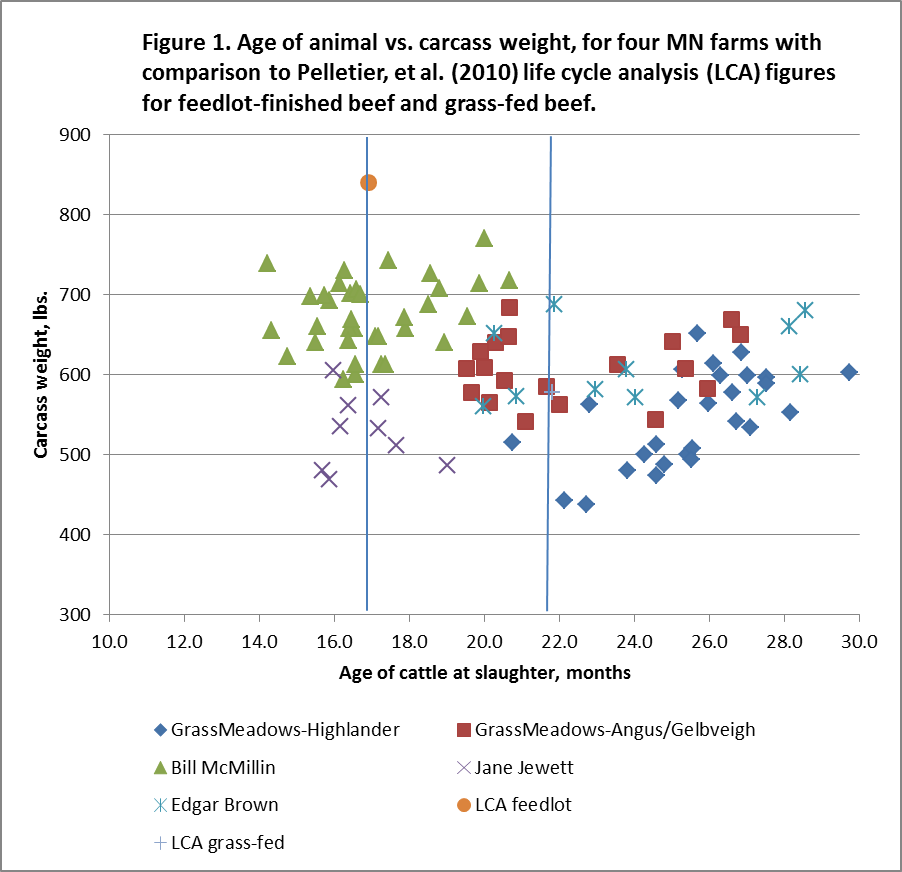 Figure 1. Age of animal vs. carcass weight, for four MN farms with
comparison to Pelletier, et al. (2010) life cycle analysis (LCA) figures
for feedlot-finished beef and grass-fed beef.
900
800
700
600
500
400
300
Carcass weight, lbs.
10.0 12.0 14.0 16.0 18.0 20.0 22.0 24.0 26.0 28.0 30.0
Age of cattle at slaughter, months
GrassMeadows-Highlander GrassMeadows-Angus/Gelbveigh
Bill McMillin Jane Jewett
Edgar Brown LCA feedlot
LCA grass-fed